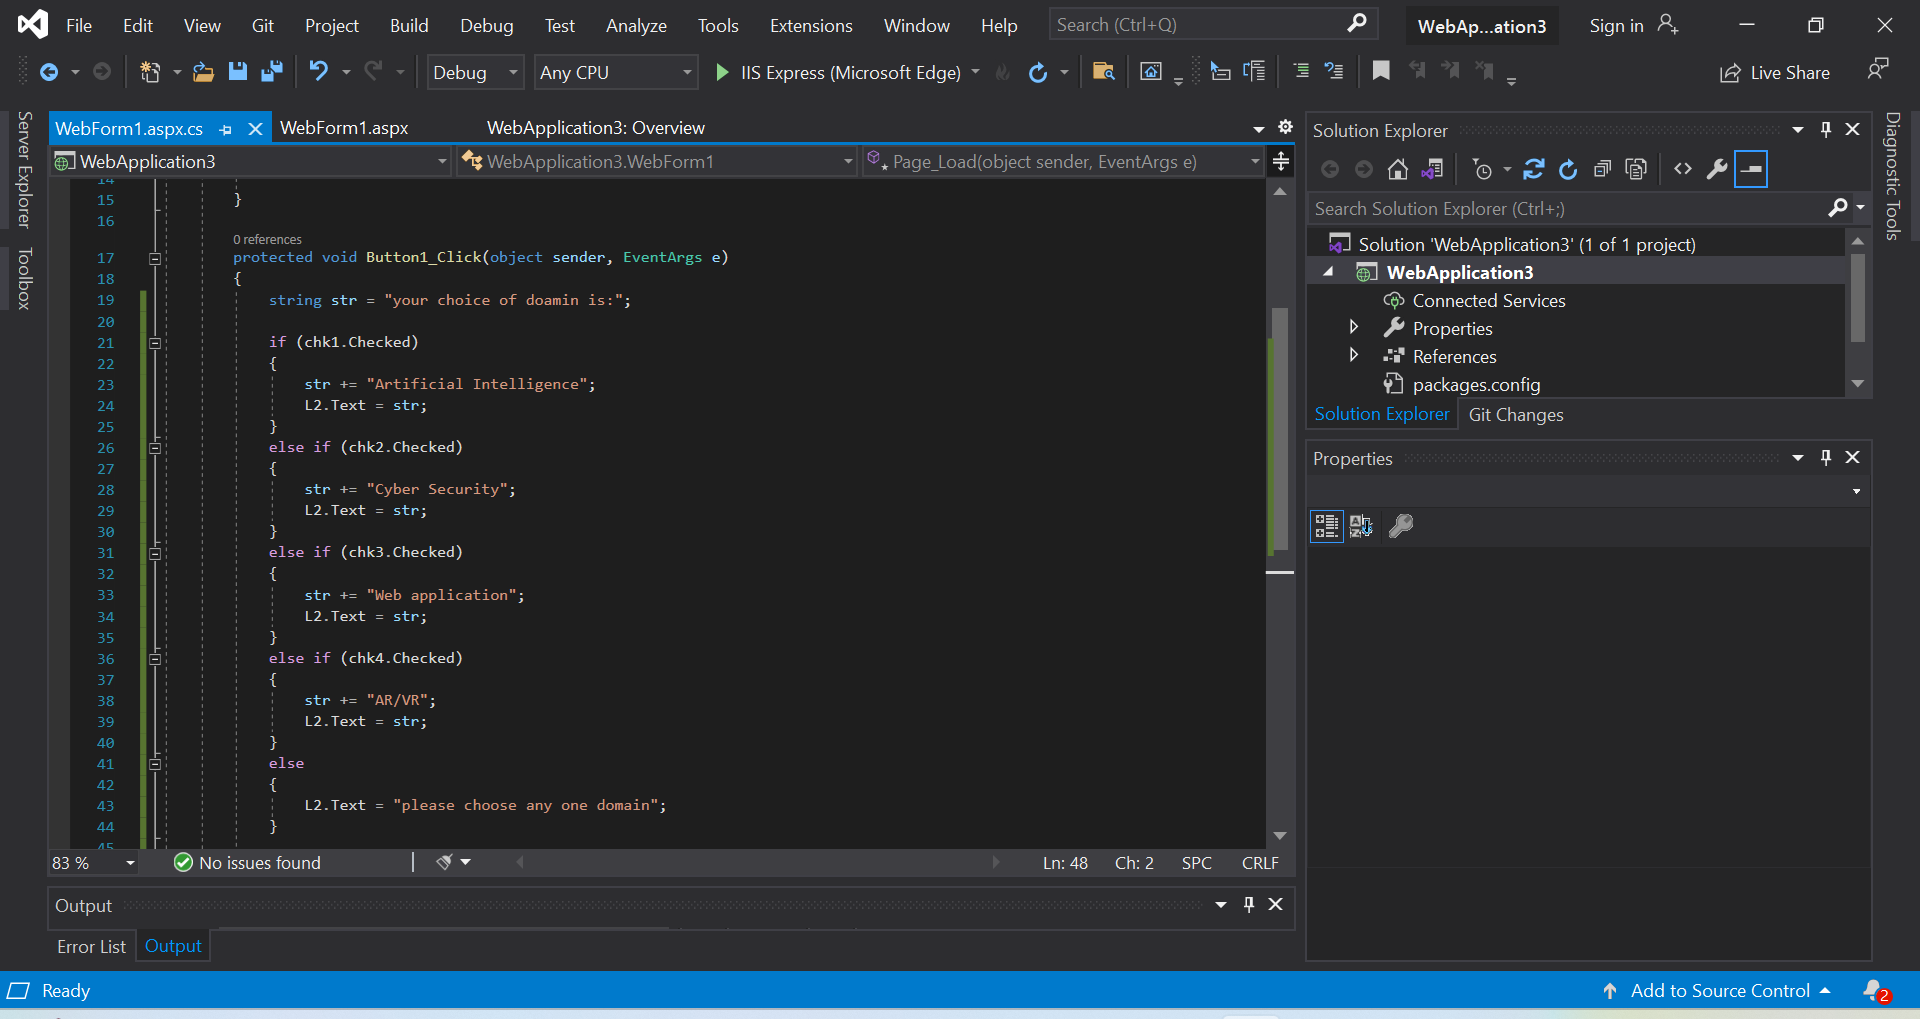 File Edit View Git Project Build Debug Test Analyze Tools Extensions Window Help Search (Ctrl+Q) WebAp...ation3 Sign in
Debug Any CPU IIS Express (Microsoft Edge) Live Share
Server Explorer
Toolbox
WebForm1.aspx.cs WebForm1.aspx WebApplication3: Overview
WebApplication3 WebApplication3.WebForm1 Page_Load(object sender, EventArgs e)
14
15 }
16
0 references
17 protected void Button1_Click(object sender, EventArgs e)
18 {
19 string str = "your choice of doamin is:";
20
21 if (chk1.Checked)
22 {
23 str += "Artificial Intelligence";
24 L2.Text = str;
25 }
26 else if (chk2.Checked)
27 {
28 str += "Cyber Security";
29 L2.Text = str;
30 }
31 else if (chk3.Checked)
32 {
33 str += "Web application";
34 L2.Text = str;
35 }
36 else if (chk4.Checked)
37 {
38 str += "AR/VR";
39 L2.Text = str;
40 }
41 else
42 {
43 L2.Text = "please choose any one domain";
44 }
45
83 % No issues found Ln: 48 Ch: 2 SPC CRLF
Output
Error List Output
Solution Explorer
Search Solution Explorer (Ctrl+;)
Solution 'WebApplication3' (1 of 1 project)
WebApplication3
Connected Services
Properties
References
packages.config
Solution Explorer Git Changes
Properties
Diagnostic Tools
Ready Add to Source Control 2